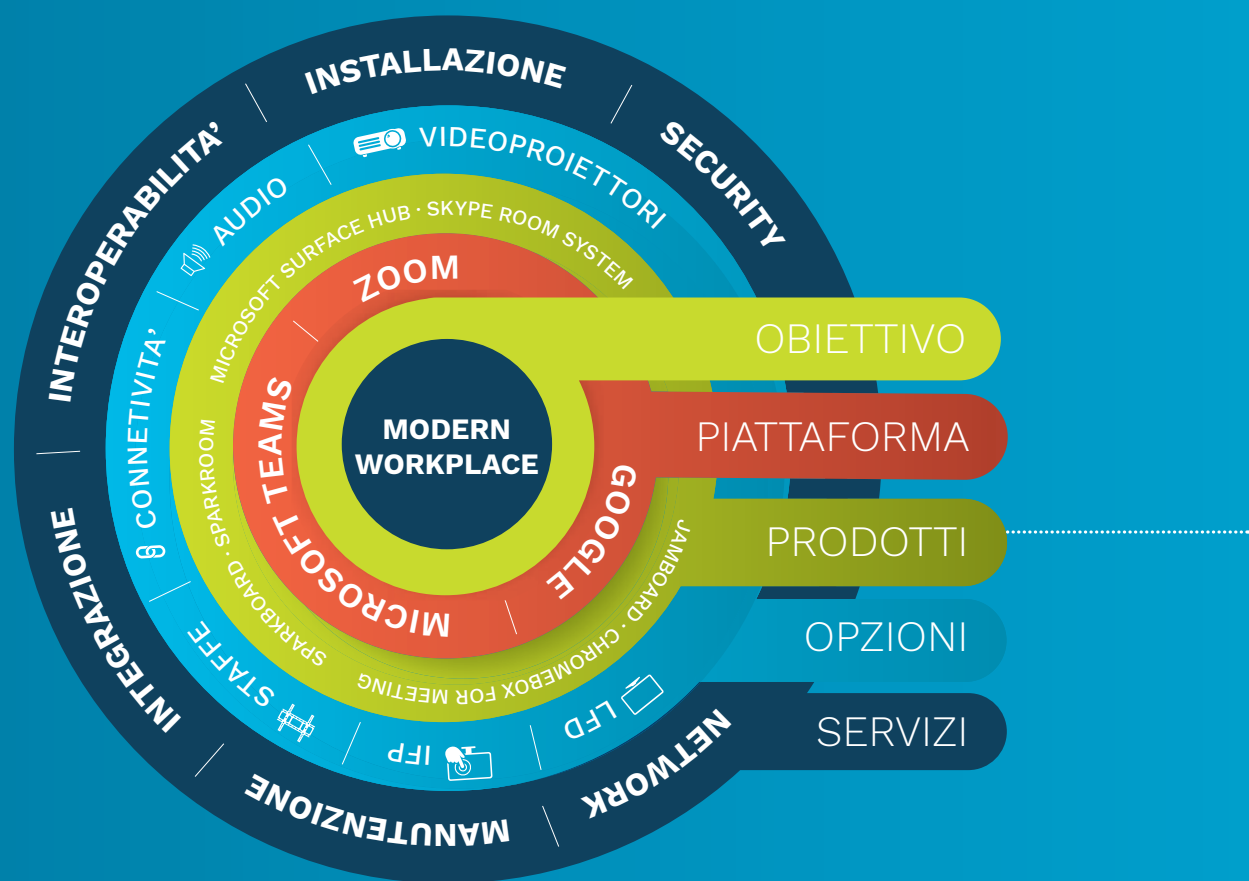 INSTALLAZIONE
SECURITY
NETWORK
MANUTENZIONE
INTEGRAZIONE
INTEROPERABILITA'
VIDEOPROIETTORI
LFD
IFP
STAFFE
CONNETIVITA'
AUDIO
MICROSOFT SURFACE HUB · SKYPE ROOM SYSTEM
JAMBOARD · CHROMEBOX FOR MEETING
SPARKBOARD · SPARKROOM
ZOOM
GOOGLE
MICROSOFT TEAMS
MODERN
WORKPLACE
OBIETTIVO
PIATTAFORMA
PRODOTTI
OPZIONI
SERVIZI